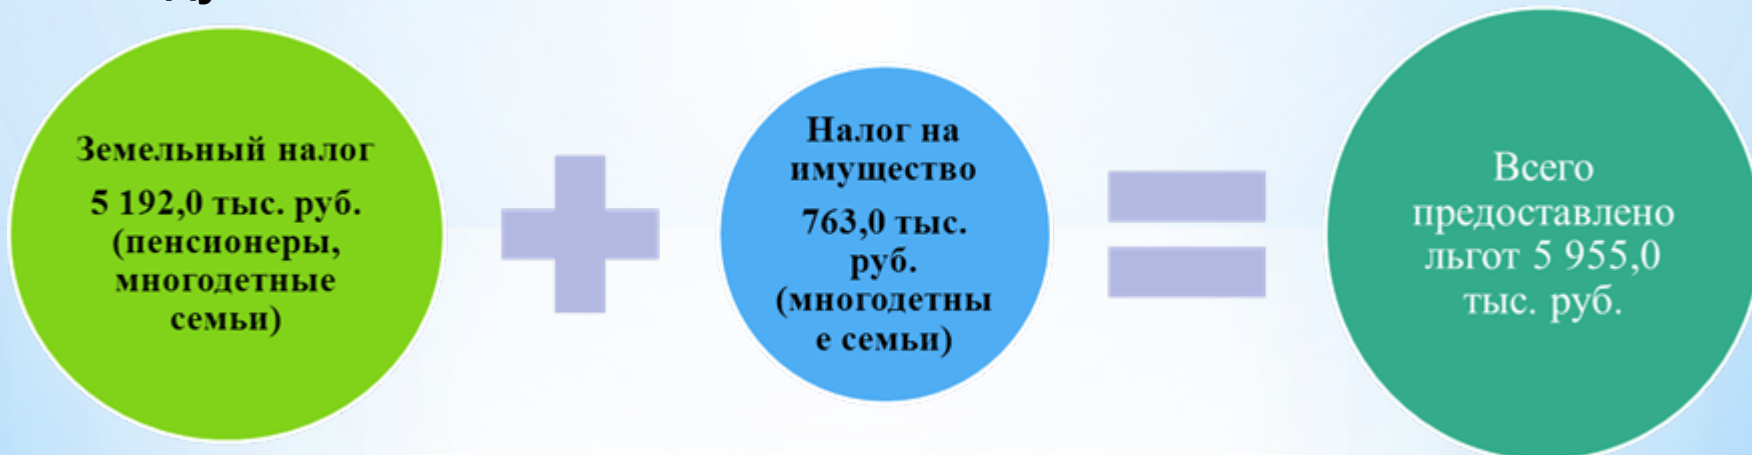 Земельный налог
5 192,0 тыс. руб.
(пенсионеры,
многодетные
семьи)
Налог на
имущество
763,0 тыс.
руб.
(многодетны
е семьи)
Всего
предоставлено
льгот 5 955,0
тыс. руб.